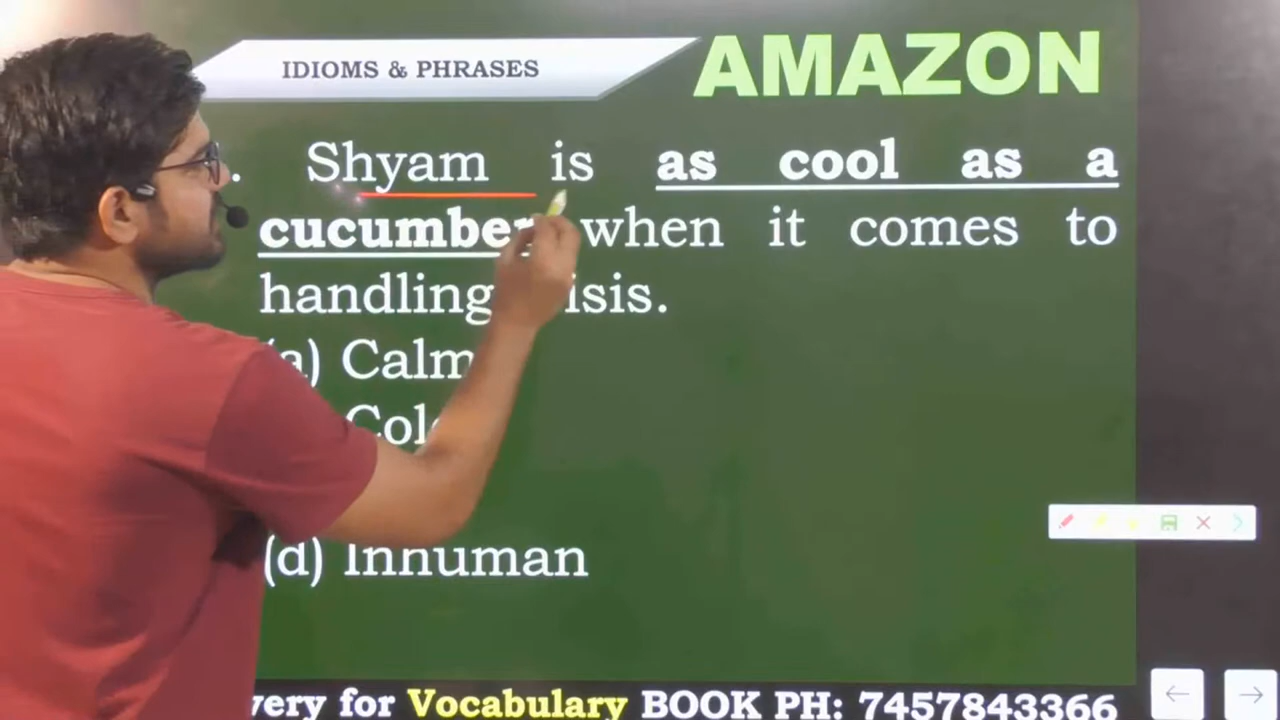 IDIOMS & PHRASES
AMAZON
. Shyam is as cool as a
cucumber when it comes to
handling
(a) Calm
(d) Inhuman
for Vocabulary BOOK PH: 7457843366